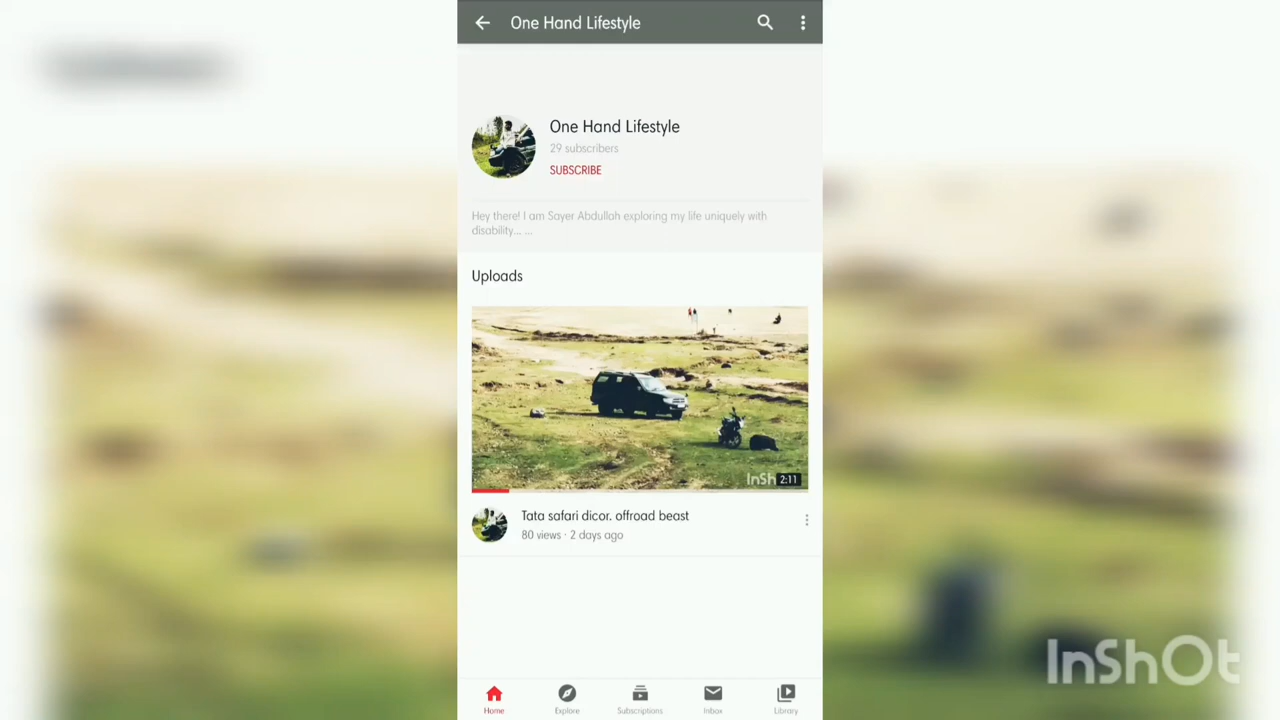 One Hand Lifestyle
One Hand Lifestyle
29 subscribers
SUBSCRIBE
Hey there! I am Sayer Abdullah exploring my life uniquely with
disability... ...
Uploads
InSh 2:11
Tata safari dicor. offroad beast
80 views · 2 days ago
Home Explore Subscriptions Inbox Library
InShOt